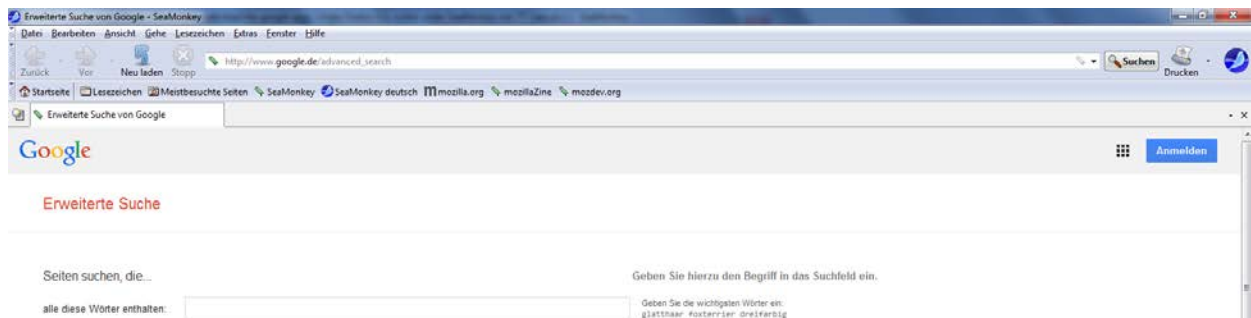 Erweiterte Suche von Google - SeaMonkey
Datei Bearbeiten Ansicht Gehe Lesezeichen Extras Fenster Hilfe
Zurück Vor Neu laden Stopp http://www.google.de/advanced_search Suchen Drucken
Startseite Lesezeichen Meistbesuchte Seiten SeaMonkey SeaMonkey deutsch mozilla.org mozillaZine mozdev.org
Erweiterte Suche von Google
Google Anmelden
Erweiterte Suche
Seiten suchen, die... Geben Sie hierzu den Begriff in das Suchfeld ein.
alle diese Wörter enthalten: Geben Sie die wichtigsten Wörter ein:
glatthaar foxterrier dreifarbig